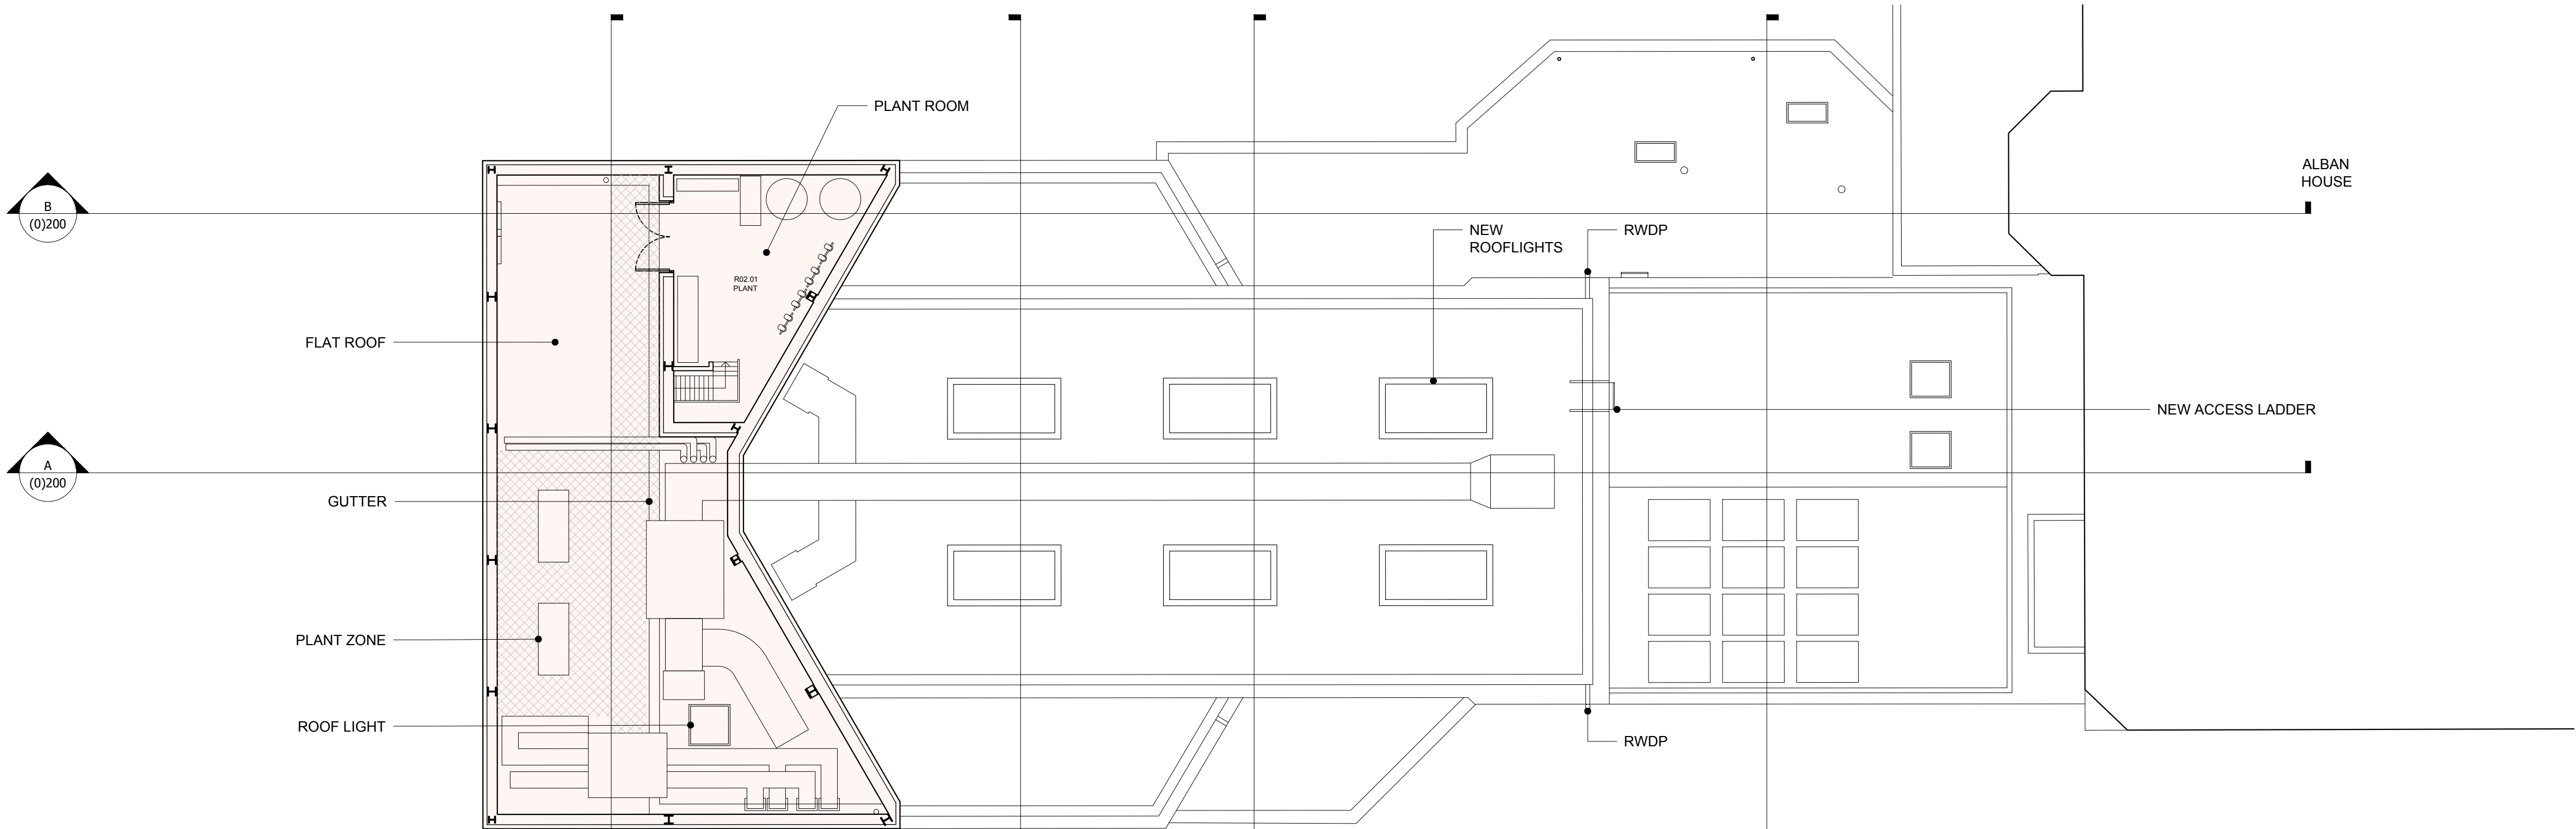 PLANT ROOM
B
(0)200
ALBAN
HOUSE
NEW
ROOFLIGHTS
RWDP
R02.01
PLANT
FLAT ROOF
NEW ACCESS LADDER
A
(0)200
GUTTER
PLANT ZONE
ROOF LIGHT
RWDP